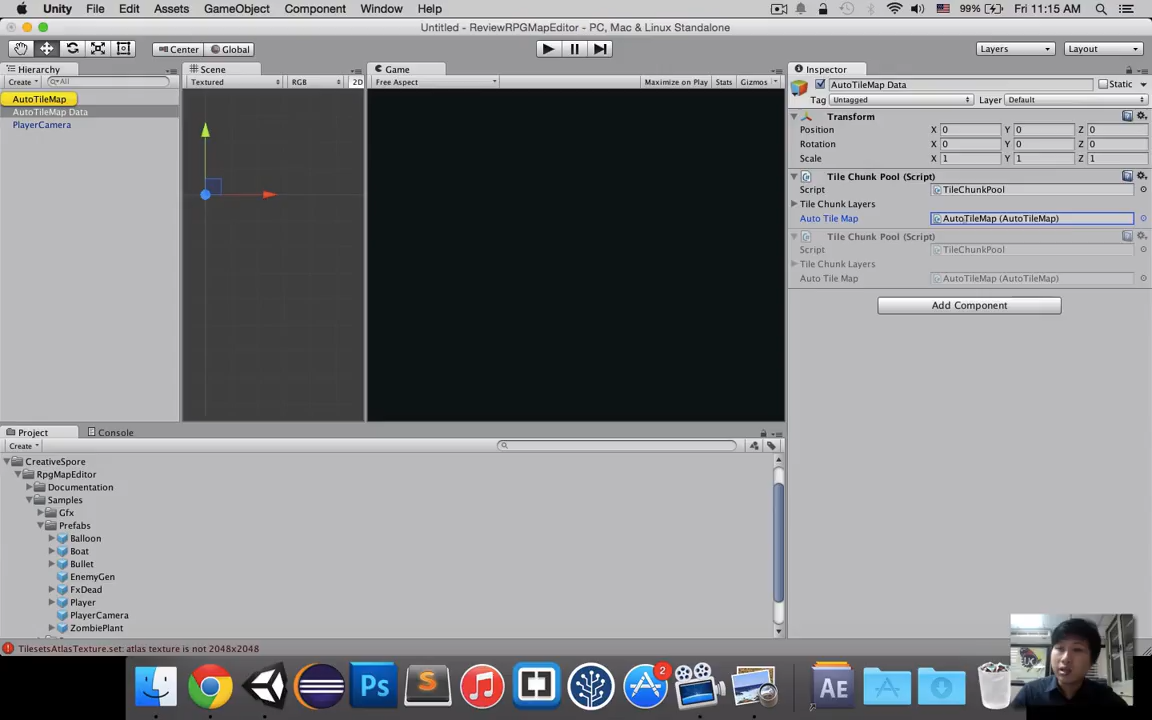 Unity File Edit Assets GameObject Component Window Help 99% Sun 11:15 AM
Untitled - ReviewRPGMapEditor - PC, Mac & Linux Standalone
Center Global Layers Layout
Hierarchy Scene Game Inspector
Create All Textured RGB 2D Free Aspect Maximize on Play Stats Gizmos
AutoTileMap Data Static
Tag Untagged Layer Default
AutoTileMap
AutoTileMap Data
PlayerCamera
Transform
Position X 0 Y 0 Z 0
Rotation X 0 Y 0 Z 0
Scale X 1 Y 1 Z 1
Tile Chunk Pool (Script)
Script TileChunkPool
Tile Chunk Layers
Auto Tile Map AutoTileMap (AutoTileMap)
Tile Chunk Pool (Script)
Script TileChunkPool
Tile Chunk Layers
Auto Tile Map AutoTileMap (AutoTileMap)
Add Component
Project Console
Create
CreativeSpore
RpgMapEditor
Documentation
Samples
Gfx
Prefabs
Balloon
Boat
Bullet
EnemyGen
FxDead
Player
PlayerCamera
ZombiePlant
TilesetsAtlasTexture.set: atlas texture is not 2048x2048
Ps S 2 AE